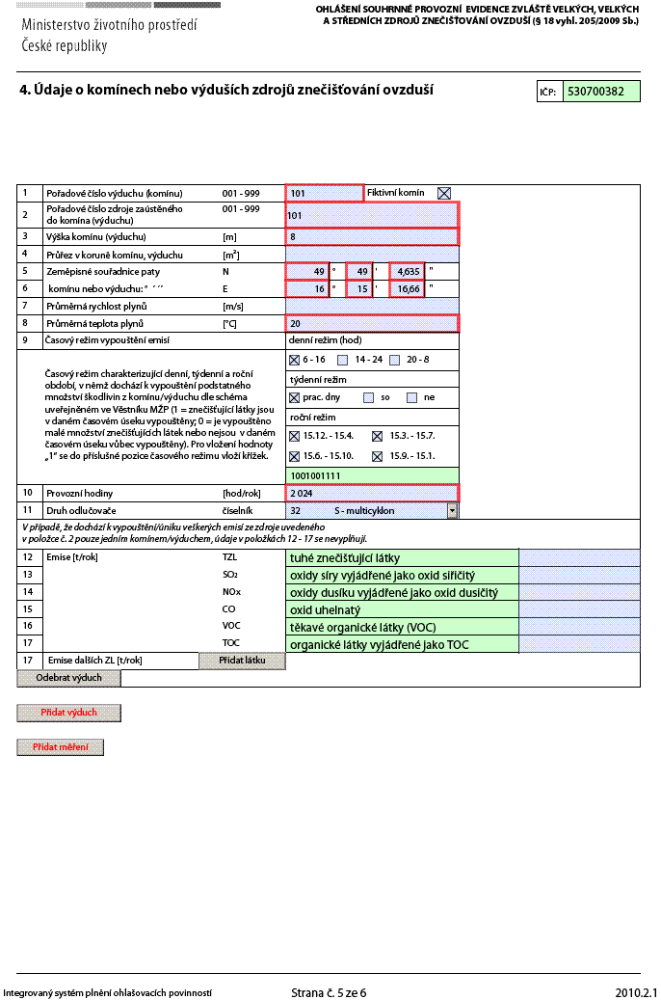 Ministerstvo životního prostředí
České republiky
OHLÁŠENÍ SOUHRNNÉ PROVOZNÍ EVIDENCE ZVLÁŠTĚ VELKÝCH, VELKÝCH
A STŘEDNÍCH ZDROJŮ ZNEČIŠŤOVÁNÍ OVZDUŠÍ (§ 18 vyhl. 205/2009 Sb.)
4. Údaje o komínech nebo výduších zdrojů znečišťování ovzduší
IČP: 530700382
1 Pořadové číslo výduchu (komínu) 001 - 999 101 Fiktivní komín
2 Pořadové číslo zdroje zaústěného do komína (výduchu) 001 - 999 101
3 Výška komínu (výduchu) [m] 8
4 Průřez v koruně komínu, výduchu [m²]
5 Zeměpisné souřadnice paty N 49 ° 49 ' 4,635 "
6 komínu nebo výduchu: ° ´ ´´ E 16 ° 15 ' 16,66 "
7 Průměrná rychlost plynů [m/s]
8 Průměrná teplota plynů [°C] 20
9 Časový režim vypouštění emisí denní režim (hod)
6 - 16 14 - 24 20 - 8
týdenní režim
prac. dny so ne
roční režim
15.12. - 15.4. 15.3. - 15.7.
15.6. - 15.10. 15.9. - 15.1.
1001001111
Časový režim charakterizující denní, týdenní a roční
období, v němž dochází k vypouštění podstatného
množství škodlivin z komínu/výduchu dle schéma
uveřejněném ve Věstníku MŽP (1 = znečišťující látky jsou
v daném časovém úseku vypouštěny; 0 = je vypouštěno
malé množství znečišťujících látek nebo nejsou v daném
časovém úseku vůbec vypouštěny). Pro vložení hodnoty
„1" se do příslušné pozice časového režimu vloží křížek.
10 Provozní hodiny [hod/rok] 2 024
11 Druh odlučovače číselník 32 S - multicyklon
V případě, že dochází k vypouštění/úniku veškerých emisí ze zdroje uvedeného
v položce č. 2 pouze jedním komínem/výduchem, údaje v položkách 12 - 17 se nevyplňují.
12 Emise [t/rok] TZL tuhé znečišťující látky
13 SO₂ oxidy síry vyjádřené jako oxid siřičitý
14 NOx oxidy dusíku vyjádřené jako oxid dusičitý
15 CO oxid uhelnatý
16 VOC těkavé organické látky (VOC)
17 TOC organické látky vyjádřené jako TOC
17 Emise dalších ZL [t/rok] Přidat látku
Odebrat výduch
Přidat výduch
Přidat měření
Integrovaný systém plnění ohlašovacích povinností Strana č. 5 ze 6 2010.2.1